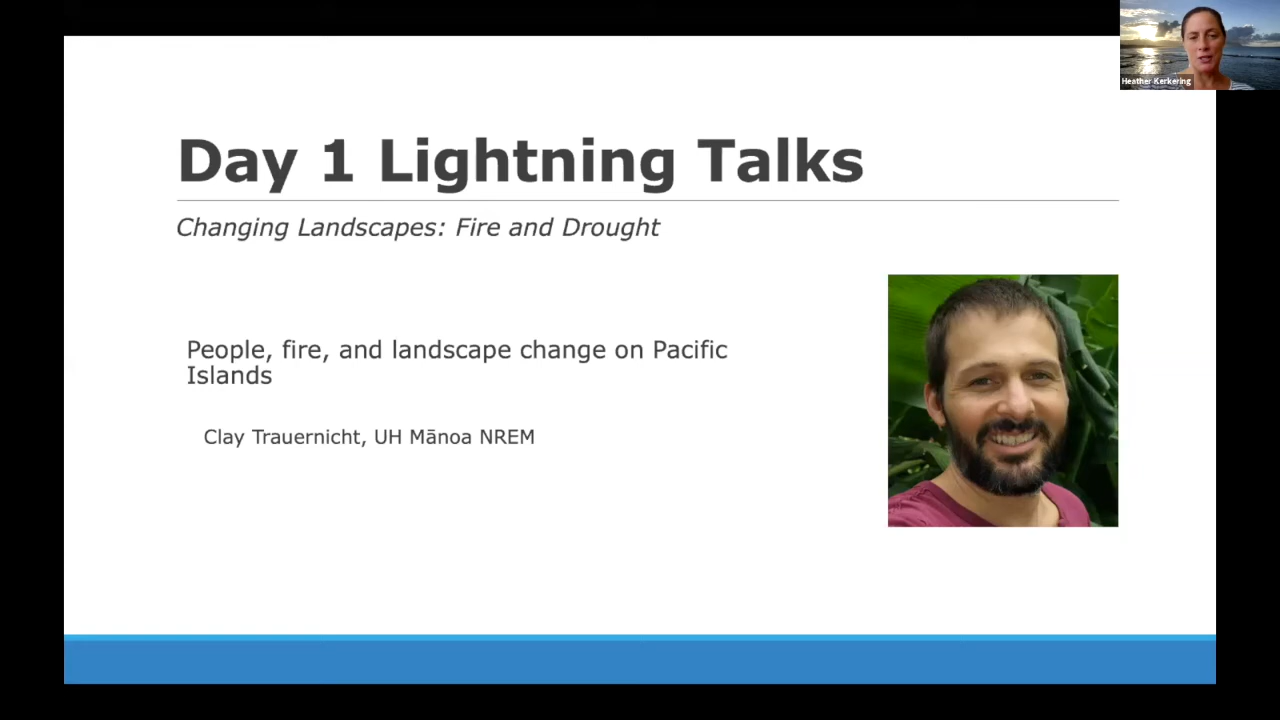 Heather Kerkering
Day 1 Lightning Talks
Changing Landscapes: Fire and Drought
People, fire, and landscape change on Pacific
Islands
Clay Trauernicht, UH Mānoa NREM